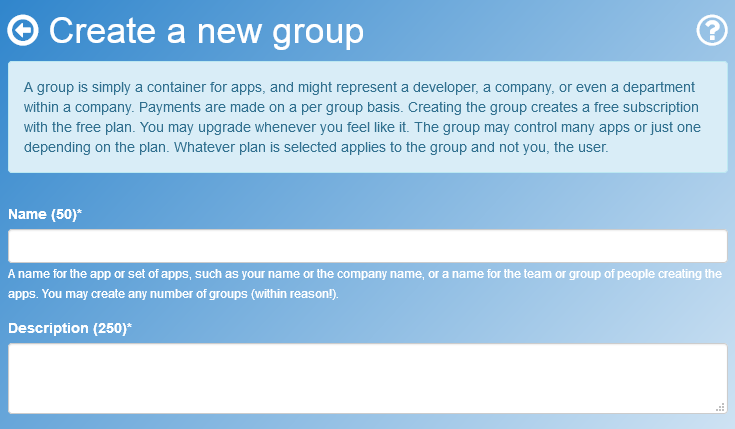 Create a new group
A group is simply a container for apps, and might represent a developer, a company, or even a department
within a company. Payments are made on a per group basis. Creating the group creates a free subscription
with the free plan. You may upgrade whenever you feel like it. The group may control many apps or just one
depending on the plan. Whatever plan is selected applies to the group and not you, the user.
Name (50)*
A name for the app or set of apps, such as your name or the company name, or a name for the team or group of people creating the
apps. You may create any number of groups (within reason!).
Description (250)*